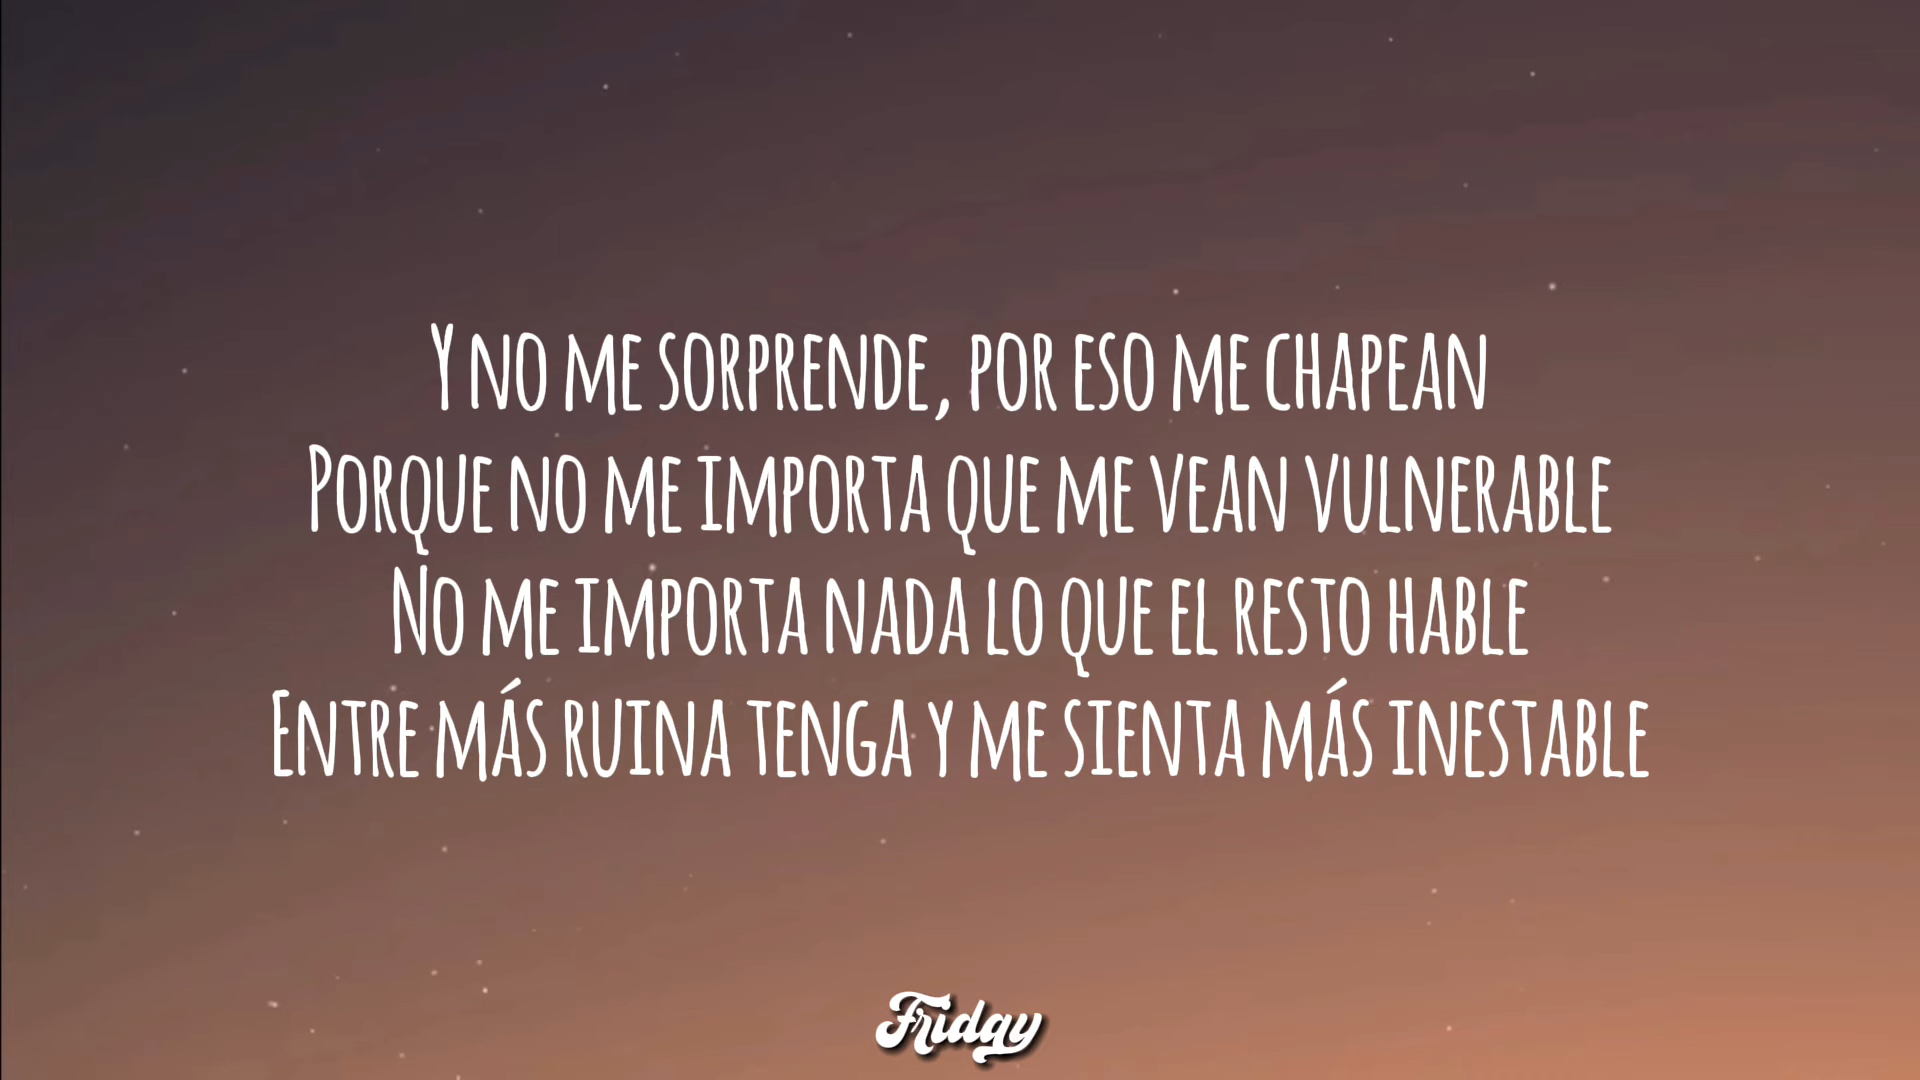 Y no me sorprende, por eso me chapean
Porque no me importa que me vean vulnerable
No me importa nada lo que el resto hable
Entre más ruina tenga y me sienta más inestable
Friday